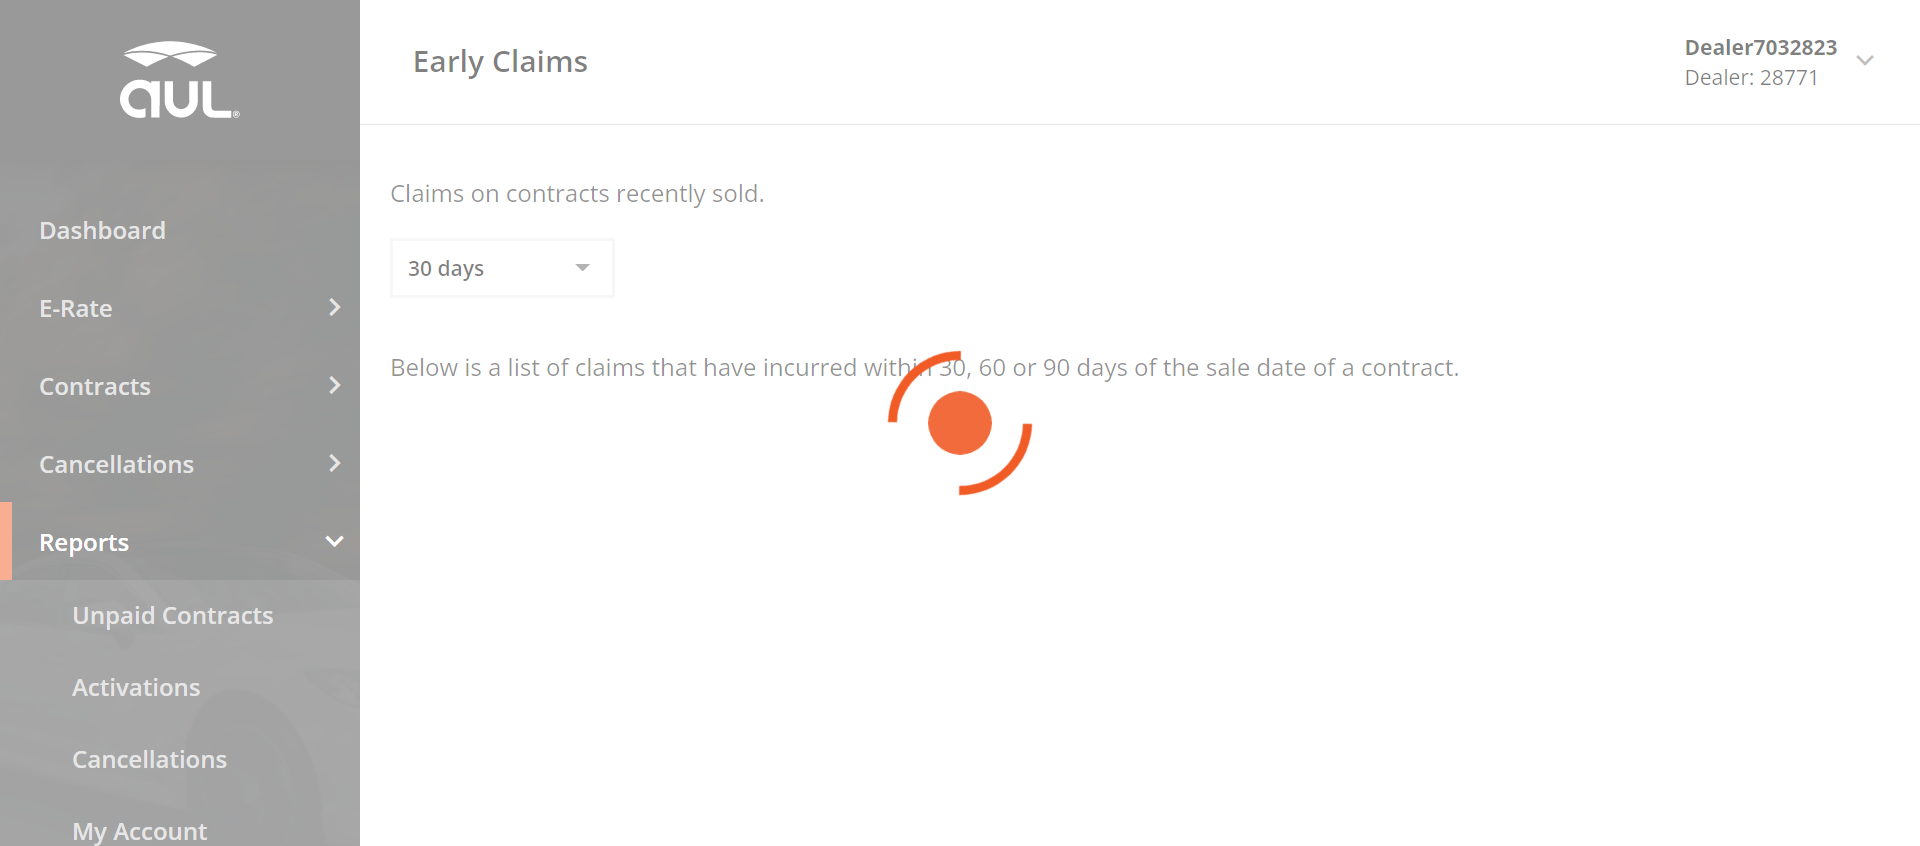 aul®
Dashboard
E-Rate
Contracts
Cancellations
Reports
Unpaid Contracts
Activations
Cancellations
My Account
Early Claims
Dealer7032823
Dealer: 28771
Claims on contracts recently sold.
30 days
Below is a list of claims that have incurred within 30, 60 or 90 days of the sale date of a contract.